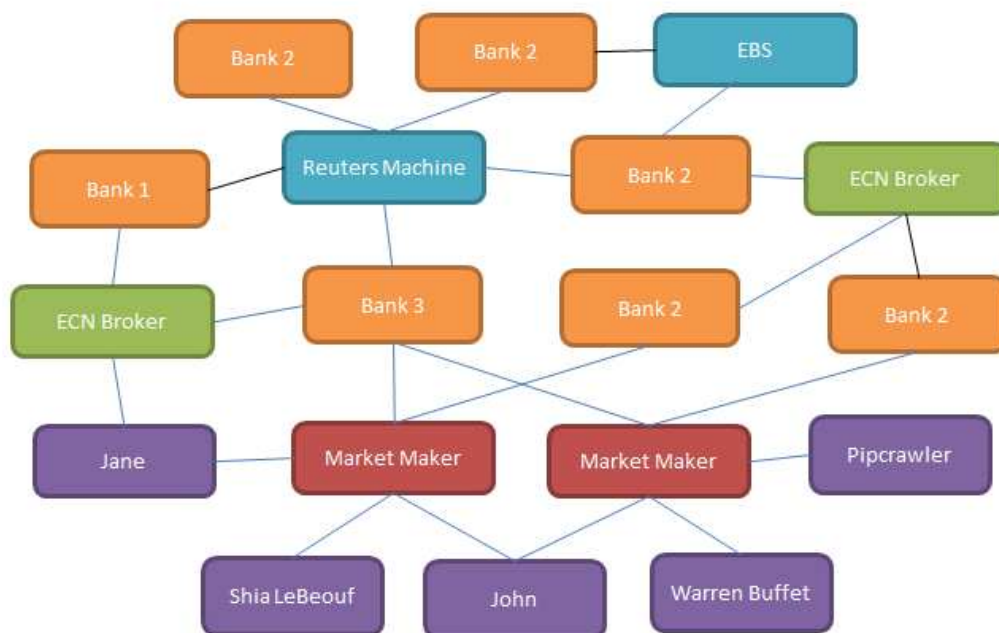 Bank 2
Bank 2
EBS
Reuters Machine
Bank 2
ECN Broker
Bank 1
ECN Broker
Bank 3
Bank 2
Bank 2
Jane
Market Maker
Market Maker
Pipcrawler
Shia LeBeouf
John
Warren Buffet